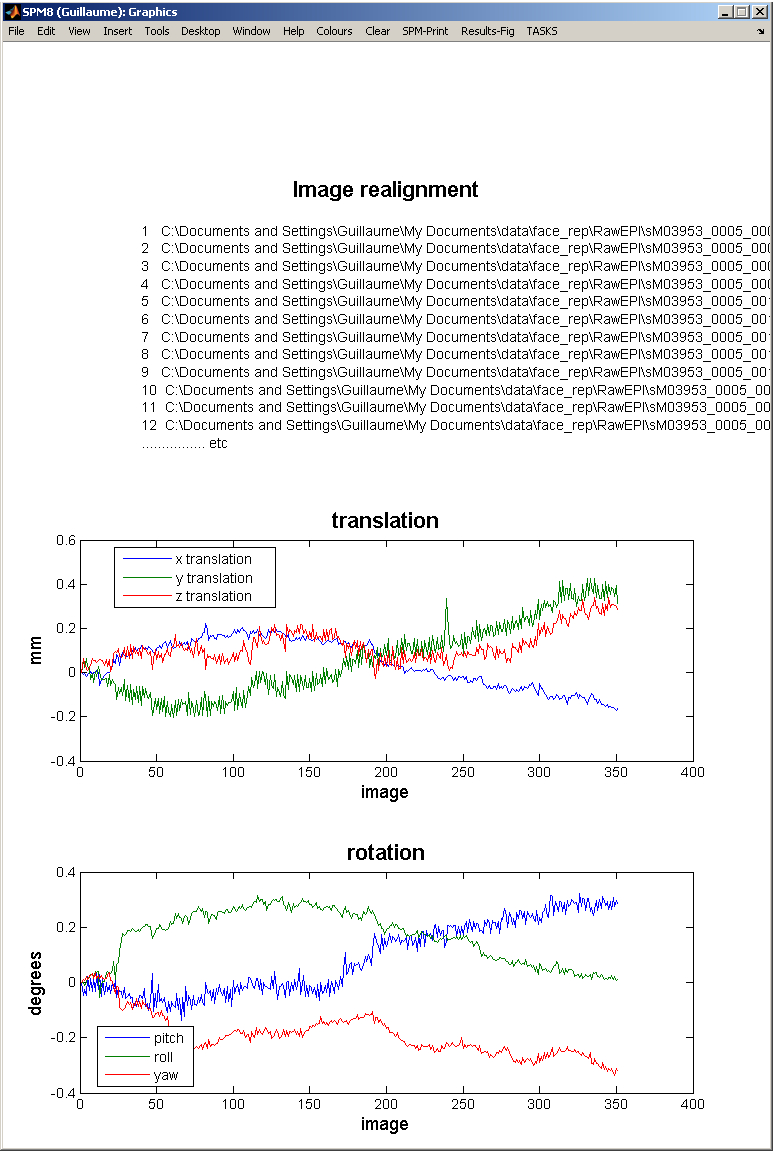 SPM8 (Guillaume): Graphics
File Edit View Insert Tools Desktop Window Help Colours Clear SPM-Print Results-Fig TASKS
Image realignment
1 C:\Documents and Settings\Guillaume\My Documents\data\face_rep\RawEPI\sM03953_0005_000
2 C:\Documents and Settings\Guillaume\My Documents\data\face_rep\RawEPI\sM03953_0005_000
3 C:\Documents and Settings\Guillaume\My Documents\data\face_rep\RawEPI\sM03953_0005_000
4 C:\Documents and Settings\Guillaume\My Documents\data\face_rep\RawEPI\sM03953_0005_000
5 C:\Documents and Settings\Guillaume\My Documents\data\face_rep\RawEPI\sM03953_0005_00
6 C:\Documents and Settings\Guillaume\My Documents\data\face_rep\RawEPI\sM03953_0005_00
7 C:\Documents and Settings\Guillaume\My Documents\data\face_rep\RawEPI\sM03953_0005_00
8 C:\Documents and Settings\Guillaume\My Documents\data\face_rep\RawEPI\sM03953_0005_00
9 C:\Documents and Settings\Guillaume\My Documents\data\face_rep\RawEPI\sM03953_0005_00
10 C:\Documents and Settings\Guillaume\My Documents\data\face_rep\RawEPI\sM03953_0005_00
11 C:\Documents and Settings\Guillaume\My Documents\data\face_rep\RawEPI\sM03953_0005_00
12 C:\Documents and Settings\Guillaume\My Documents\data\face_rep\RawEPI\sM03953_0005_00
................ etc
translation
0.6
0.4
0.2
0
-0.2
-0.4
mm
x translation
y translation
z translation
0 50 100 150 200 250 300 350 400
image
rotation
0.4
0.2
0
-0.2
-0.4
degrees
pitch
roll
yaw
0 50 100 150 200 250 300 350 400
image